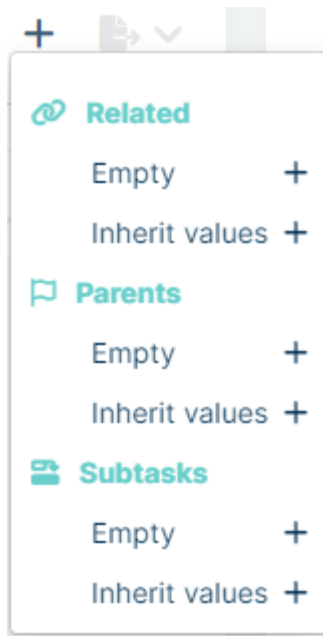 Related
Empty +
Inherit values +
Parents
Empty +
Inherit values +
Subtasks
Empty +
Inherit values +